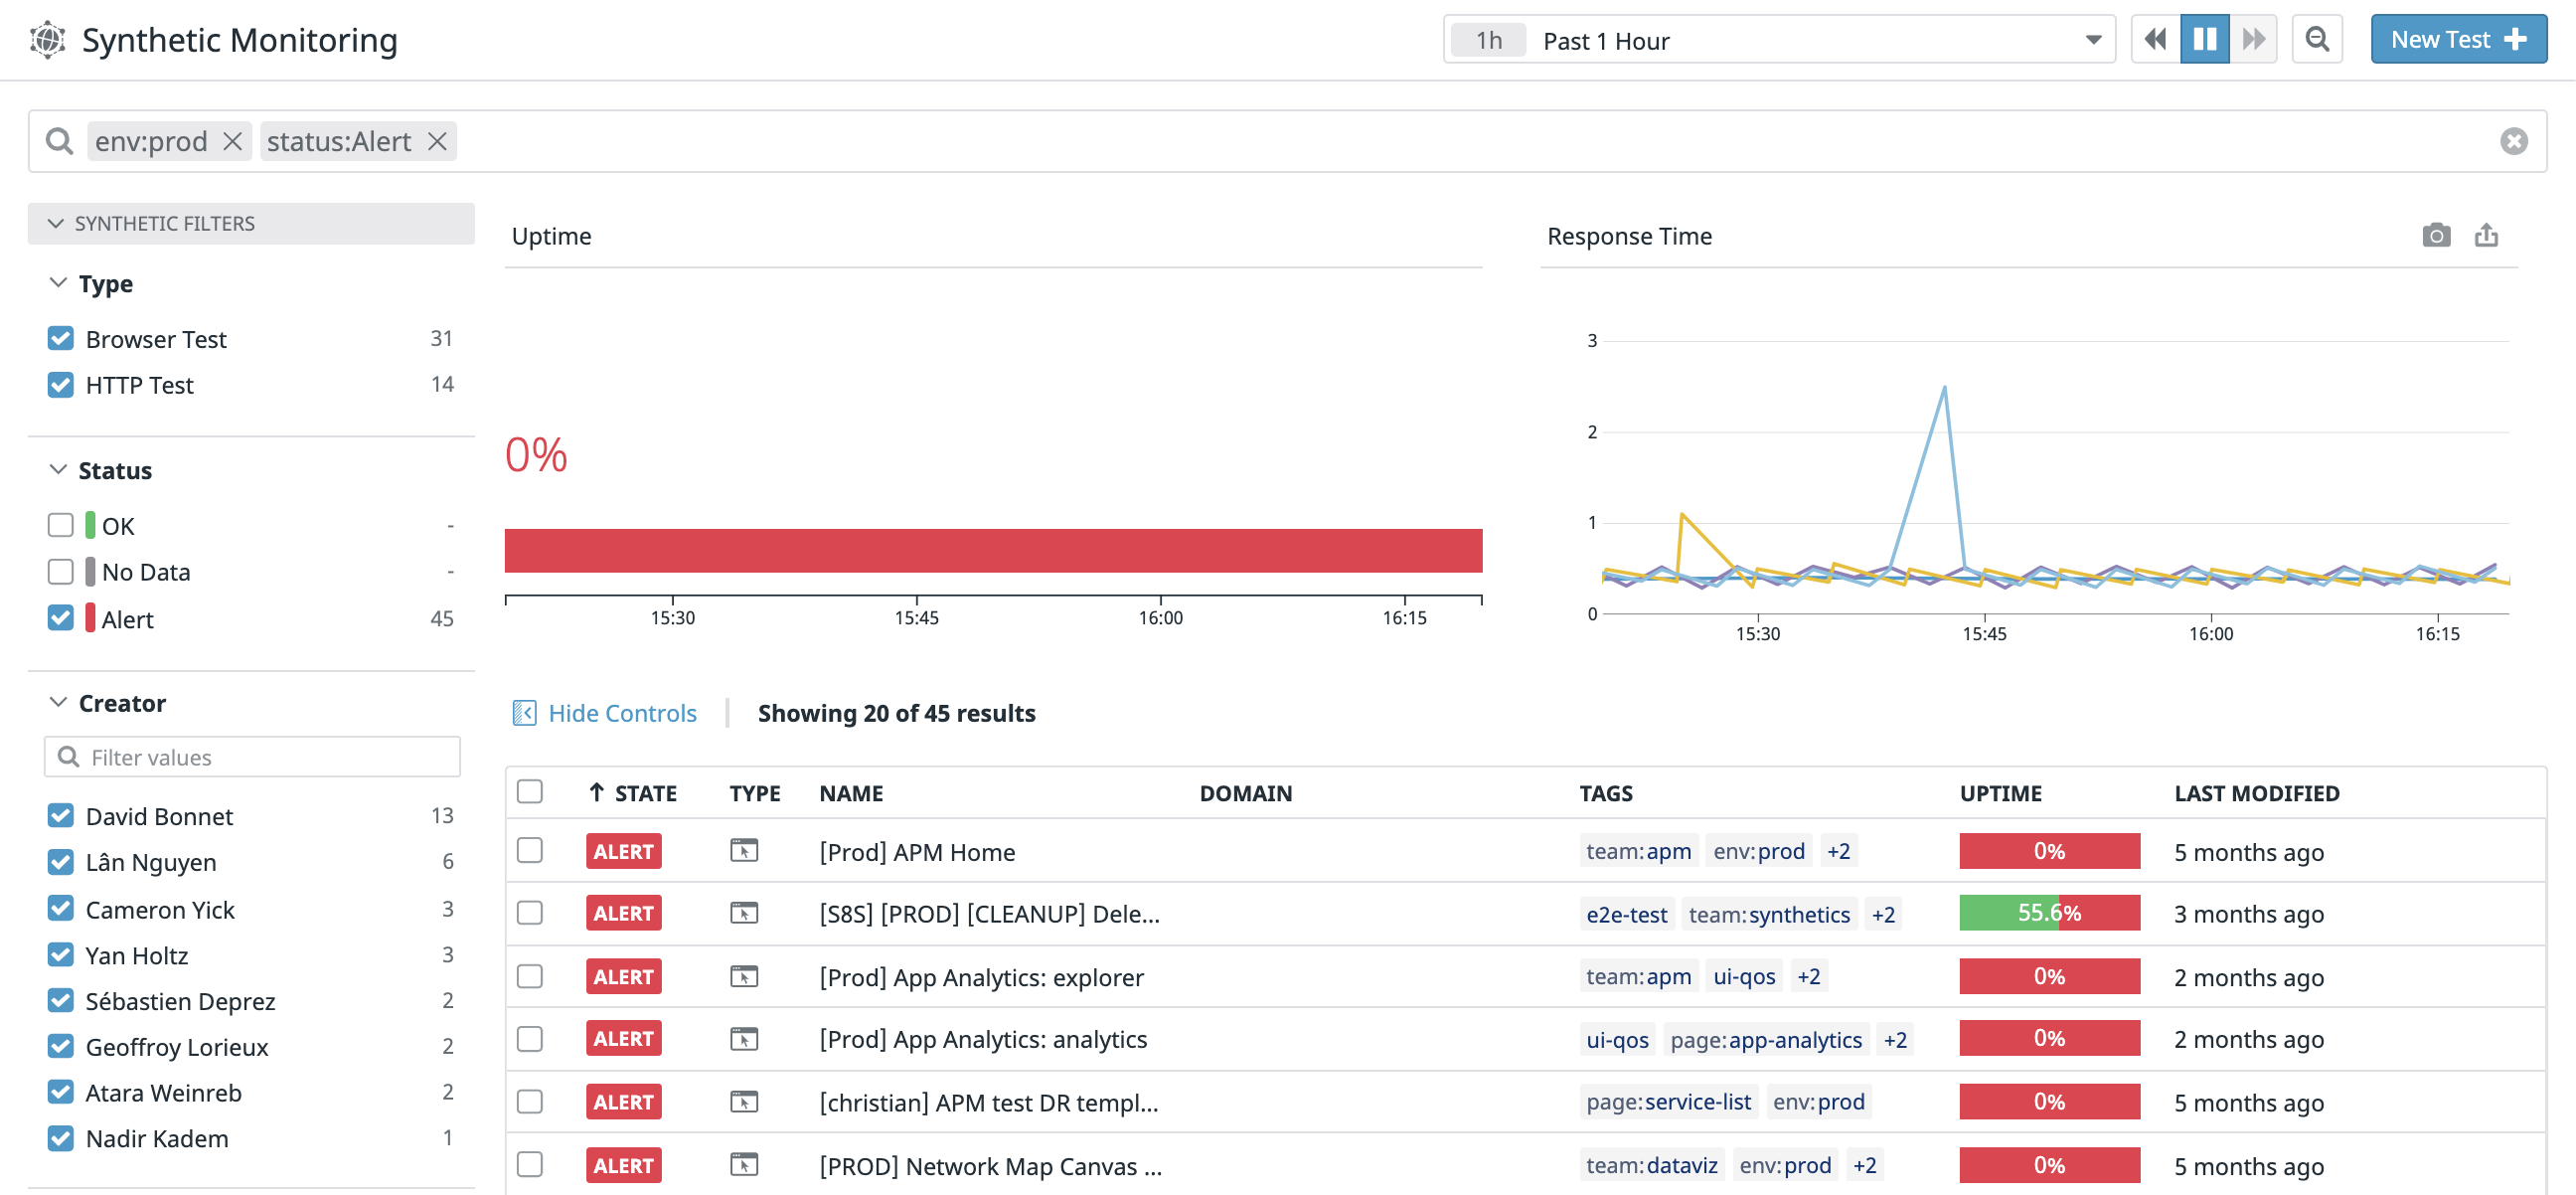 Synthetic Monitoring
1h Past 1 Hour
New Test
env:prod status:Alert
SYNTHETIC FILTERS
Type
Browser Test 31
HTTP Test 14
Status
OK -
No Data -
Alert 45
Creator
Filter values
David Bonnet 13
Lân Nguyen 6
Cameron Yick 3
Yan Holtz 3
Sébastien Deprez 2
Geoffroy Lorieux 2
Atara Weinreb 2
Nadir Kadem 1
Uptime
0%
15:30 15:45 16:00 16:15
Response Time
3
2
1
0
15:30 15:45 16:00 16:15
Hide Controls Showing 20 of 45 results
STATE TYPE NAME DOMAIN TAGS UPTIME LAST MODIFIED
ALERT [Prod] APM Home team:apm env:prod +2 0% 5 months ago
ALERT [S8S] [PROD] [CLEANUP] Dele... e2e-test team:synthetics +2 55.6% 3 months ago
ALERT [Prod] App Analytics: explorer team:apm ui-qos +2 0% 2 months ago
ALERT [Prod] App Analytics: analytics ui-qos page:app-analytics +2 0% 2 months ago
ALERT [christian] APM test DR templ... page:service-list env:prod 0% 5 months ago
ALERT [PROD] Network Map Canvas ... team:dataviz env:prod +2 0% 5 months ago